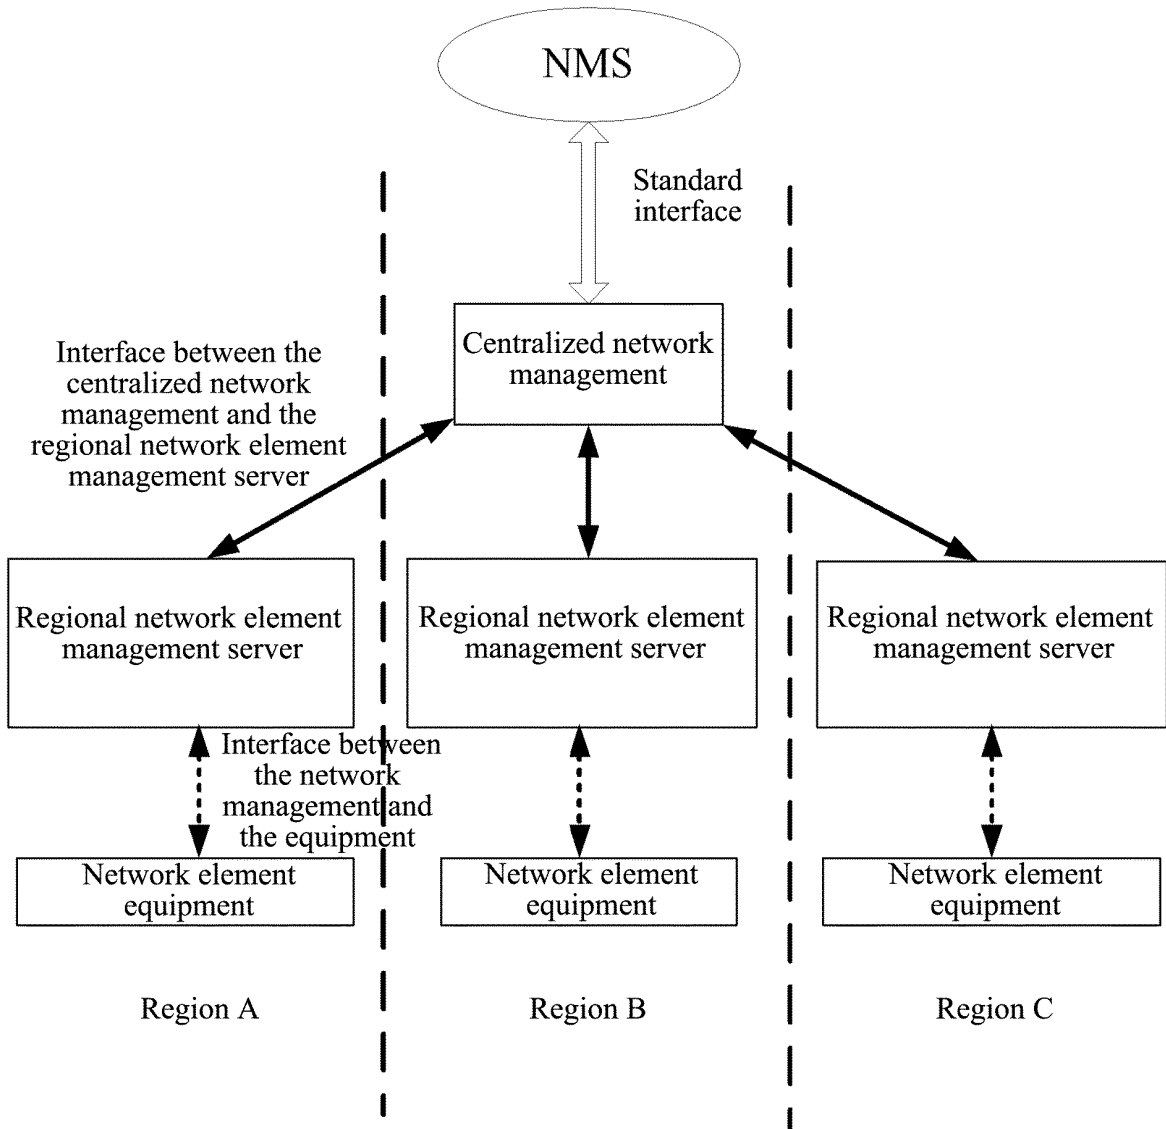 NMS
Standard
interface
Centralized network
management
Interface between the
centralized network
management and the
regional network element
management server
Regional network element
management server
Regional network element
management server
Regional network element
management server
Interface between
the network
management and
the equipment
Network element
equipment
Network element
equipment
Network element
equipment
Region A
Region B
Region C